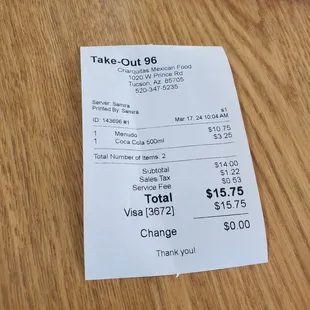 Take-Out 96
Charquitas Mexican Food
1020 W Prince Rd
Tucson, Az. 85705
520-347-5235
Server: Samira
Printed By: Samira
s1
ID: 143696 #1 Mar 17, 24 10:04 AM
1 Menudo $10.75
1 Coca Cola 500ml $3.25
Total Number of Items: 2
Subtotal $14.00
Sales Tax $1.22
Service Fee $0.53
Total $15.75
Visa [3672] $15.75
Change $0.00
Thank you!